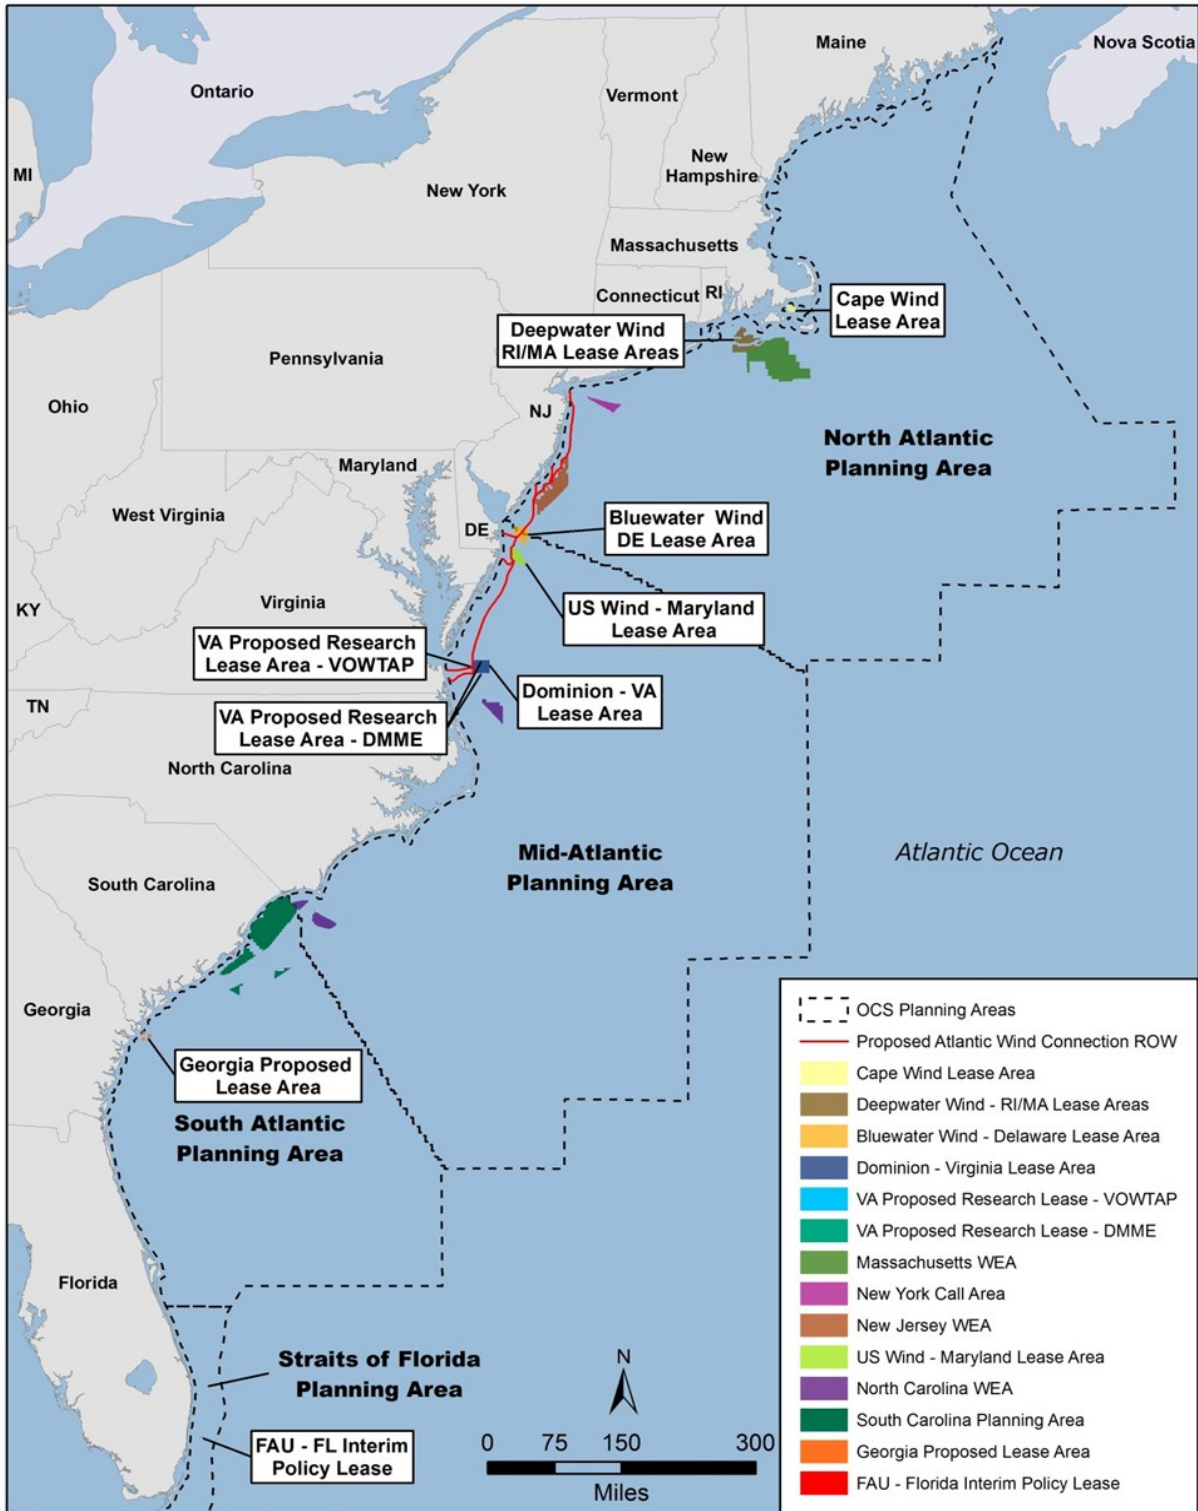 Maine
Nova Scotia
Ontario
Vermont
MI
New
Hampshire
New York
Massachusetts
Connecticut
RI
Cape Wind
Lease Area
Deepwater Wind
RI/MA Lease Areas
Pennsylvania
Ohio
NJ
North Atlantic
Planning Area
Maryland
West Virginia
DE
Bluewater Wind
DE Lease Area
KY
Virginia
US Wind - Maryland
Lease Area
VA Proposed Research
Lease Area - VOWTAP
TN
Dominion - VA
Lease Area
VA Proposed Research
Lease Area - DMME
North Carolina
Mid-Atlantic
Planning Area
Atlantic Ocean
South Carolina
Georgia
Georgia Proposed
Lease Area
South Atlantic
Planning Area
Florida
Straits of Florida
Planning Area
FAU - FL Interim
Policy Lease
N
0 75 150 300
Miles
OCS Planning Areas
Proposed Atlantic Wind Connection ROW
Cape Wind Lease Area
Deepwater Wind - RI/MA Lease Areas
Bluewater Wind - Delaware Lease Area
Dominion - Virginia Lease Area
VA Proposed Research Lease - VOWTAP
VA Proposed Research Lease - DMME
Massachusetts WEA
New York Call Area
New Jersey WEA
US Wind - Maryland Lease Area
North Carolina WEA
South Carolina Planning Area
Georgia Proposed Lease Area
FAU - Florida Interim Policy Lease